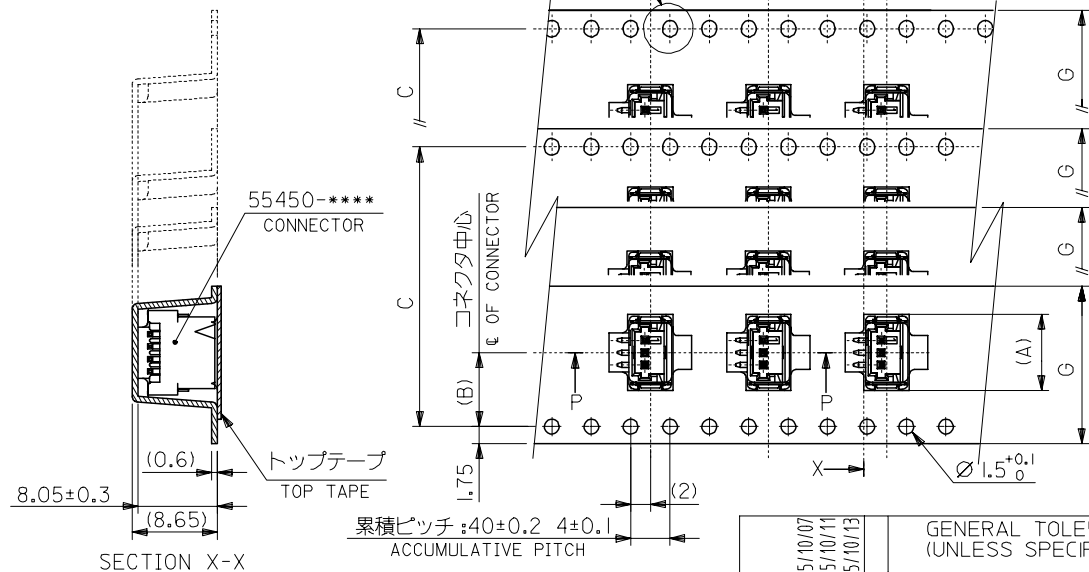 C
G
G
G
G
55450-****
CONNECTOR
C
コネクタ中心
℄ OF CONNECTOR
(B)
P
P
(A)
1.75
(2)
X
Ø1.5 +0.1 0
(0.6)
8.05±0.3
(8.65)
トップテープ
TOP TAPE
累積ピッチ:40±0.2 4±0.1
ACCUMULATIVE PITCH
SECTION X-X
5/10/07
5/10/11
5/10/13
GENERAL TOLE
(UNLESS SPECIF